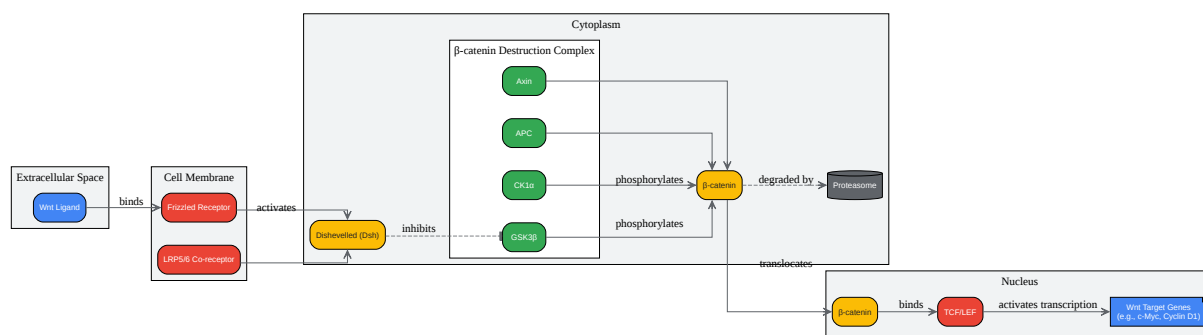 Cytoplasm
β-catenin Destruction Complex
Axin
APC
Extracellular Space
Cell Membrane
CK1α
phosphorylates
β-catenin
degraded by
Proteasome
Wnt Ligand
binds
Frizzled Receptor
activates
Dishevelled (Dsh)
inhibits
GSK3β
phosphorylates
LRP5/6 Co-receptor
translocates
Nucleus
β-catenin
binds
TCF/LEF
activates transcription
Wnt Target Genes
(e.g., c-Myc, Cyclin D1)